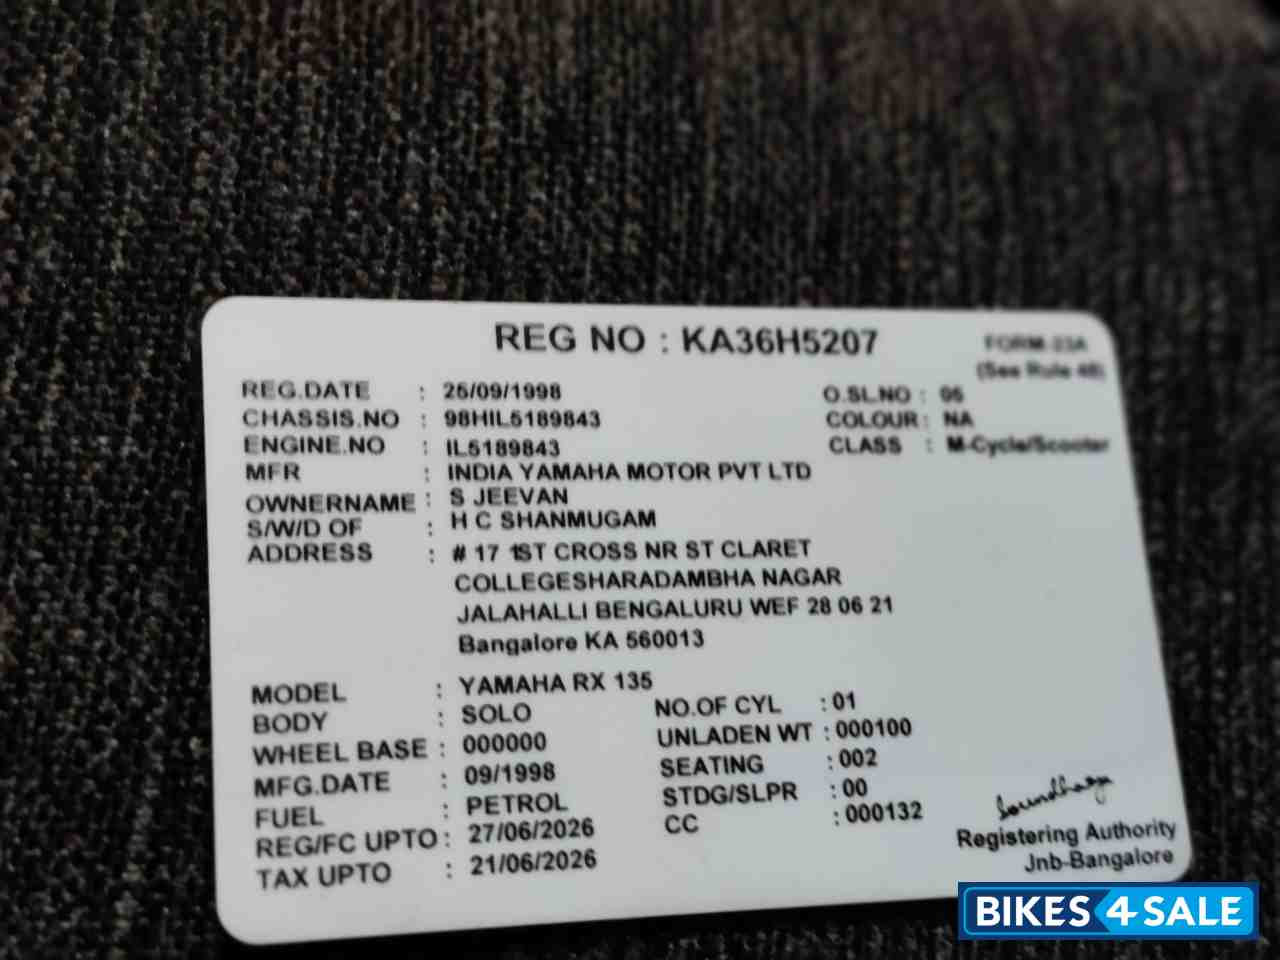 REG NO : KA36H5207
FORM-23A
(See Rule 48)
REG.DATE : 25/09/1998
O.SL.NO : 05
CHASSIS.NO : 98HIL5189843
COLOUR : NA
ENGINE.NO : IL5189843
CLASS : M-Cycle/Scooter
MFR : INDIA YAMAHA MOTOR PVT LTD
OWNERNAME : S JEEVAN
S/W/D OF : H C SHANMUGAM
ADDRESS : # 17 1ST CROSS NR ST CLARET
COLLEGESHARADAMBHA NAGAR
JALAHALLI BENGALURU WEF 28 06 21
Bangalore KA 560013
MODEL : YAMAHA RX 135
BODY : SOLO
NO.OF CYL : 01
WHEEL BASE : 000000
UNLADEN WT : 000100
MFG.DATE : 09/1998
SEATING : 002
FUEL : PETROL
STDG/SLPR : 00
REG/FC UPTO : 27/06/2026
CC : 000132
TAX UPTO : 21/06/2026
Registering Authority
Jnb-Bangalore
BIKES4SALE